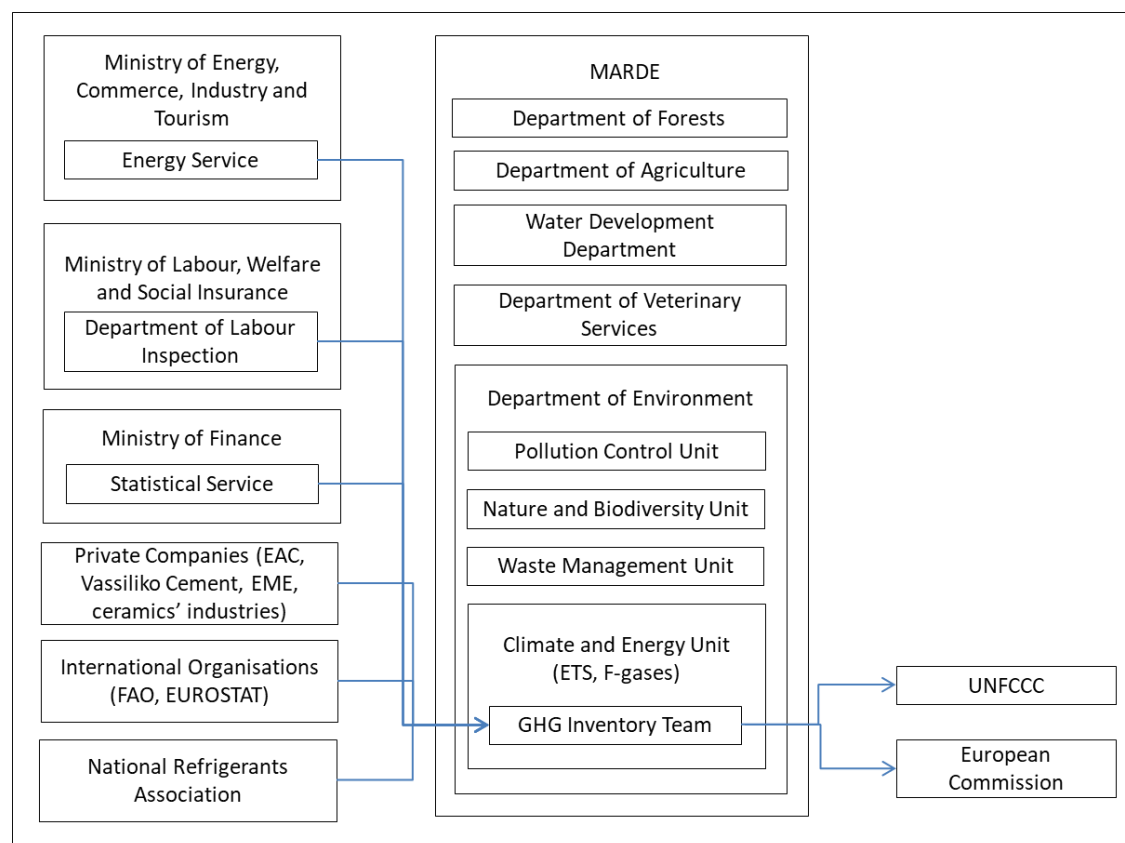 Ministry of Energy,
Commerce, Industry and
Tourism
Energy Service
Ministry of Labour, Welfare
and Social Insurance
Department of Labour
Inspection
Ministry of Finance
Statistical Service
Private Companies (EAC,
Vassiliko Cement, EME,
ceramics’ industries)
International Organisations
(FAO, EUROSTAT)
National Refrigerants
Association
MARDE
Department of Forests
Department of Agriculture
Water Development
Department
Department of Veterinary
Services
Department of Environment
Pollution Control Unit
Nature and Biodiversity Unit
Waste Management Unit
Climate and Energy Unit
(ETS, F-gases)
GHG Inventory Team
UNFCCC
European
Commission